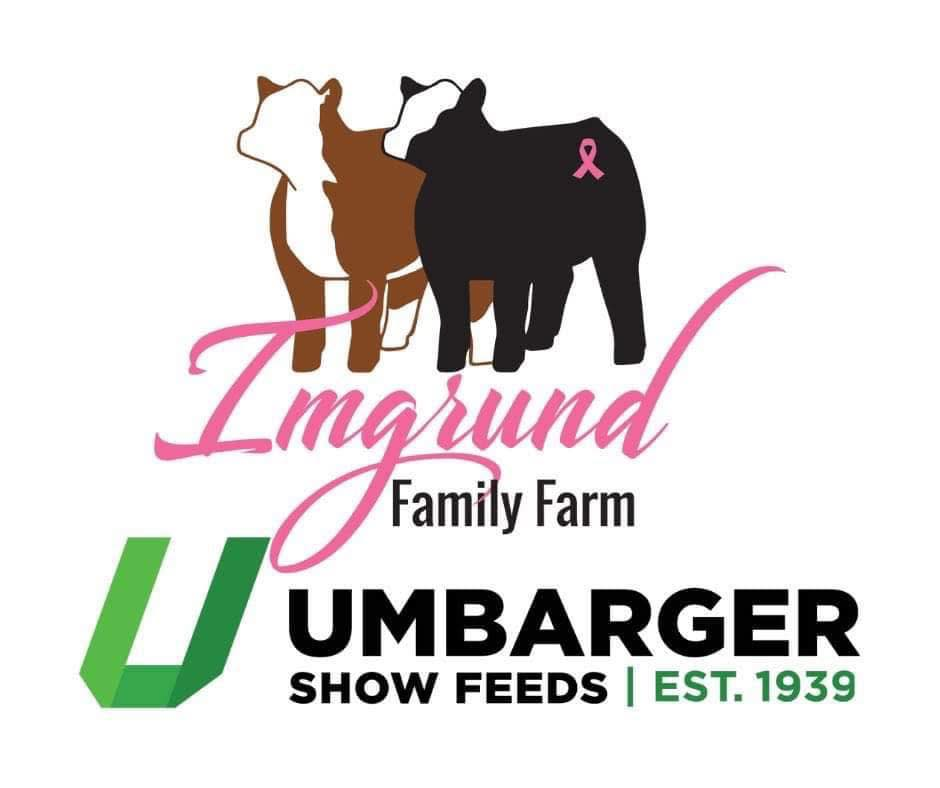 Imgrund
Family Farm
UMBARGER
SHOW FEEDS | EST. 1939